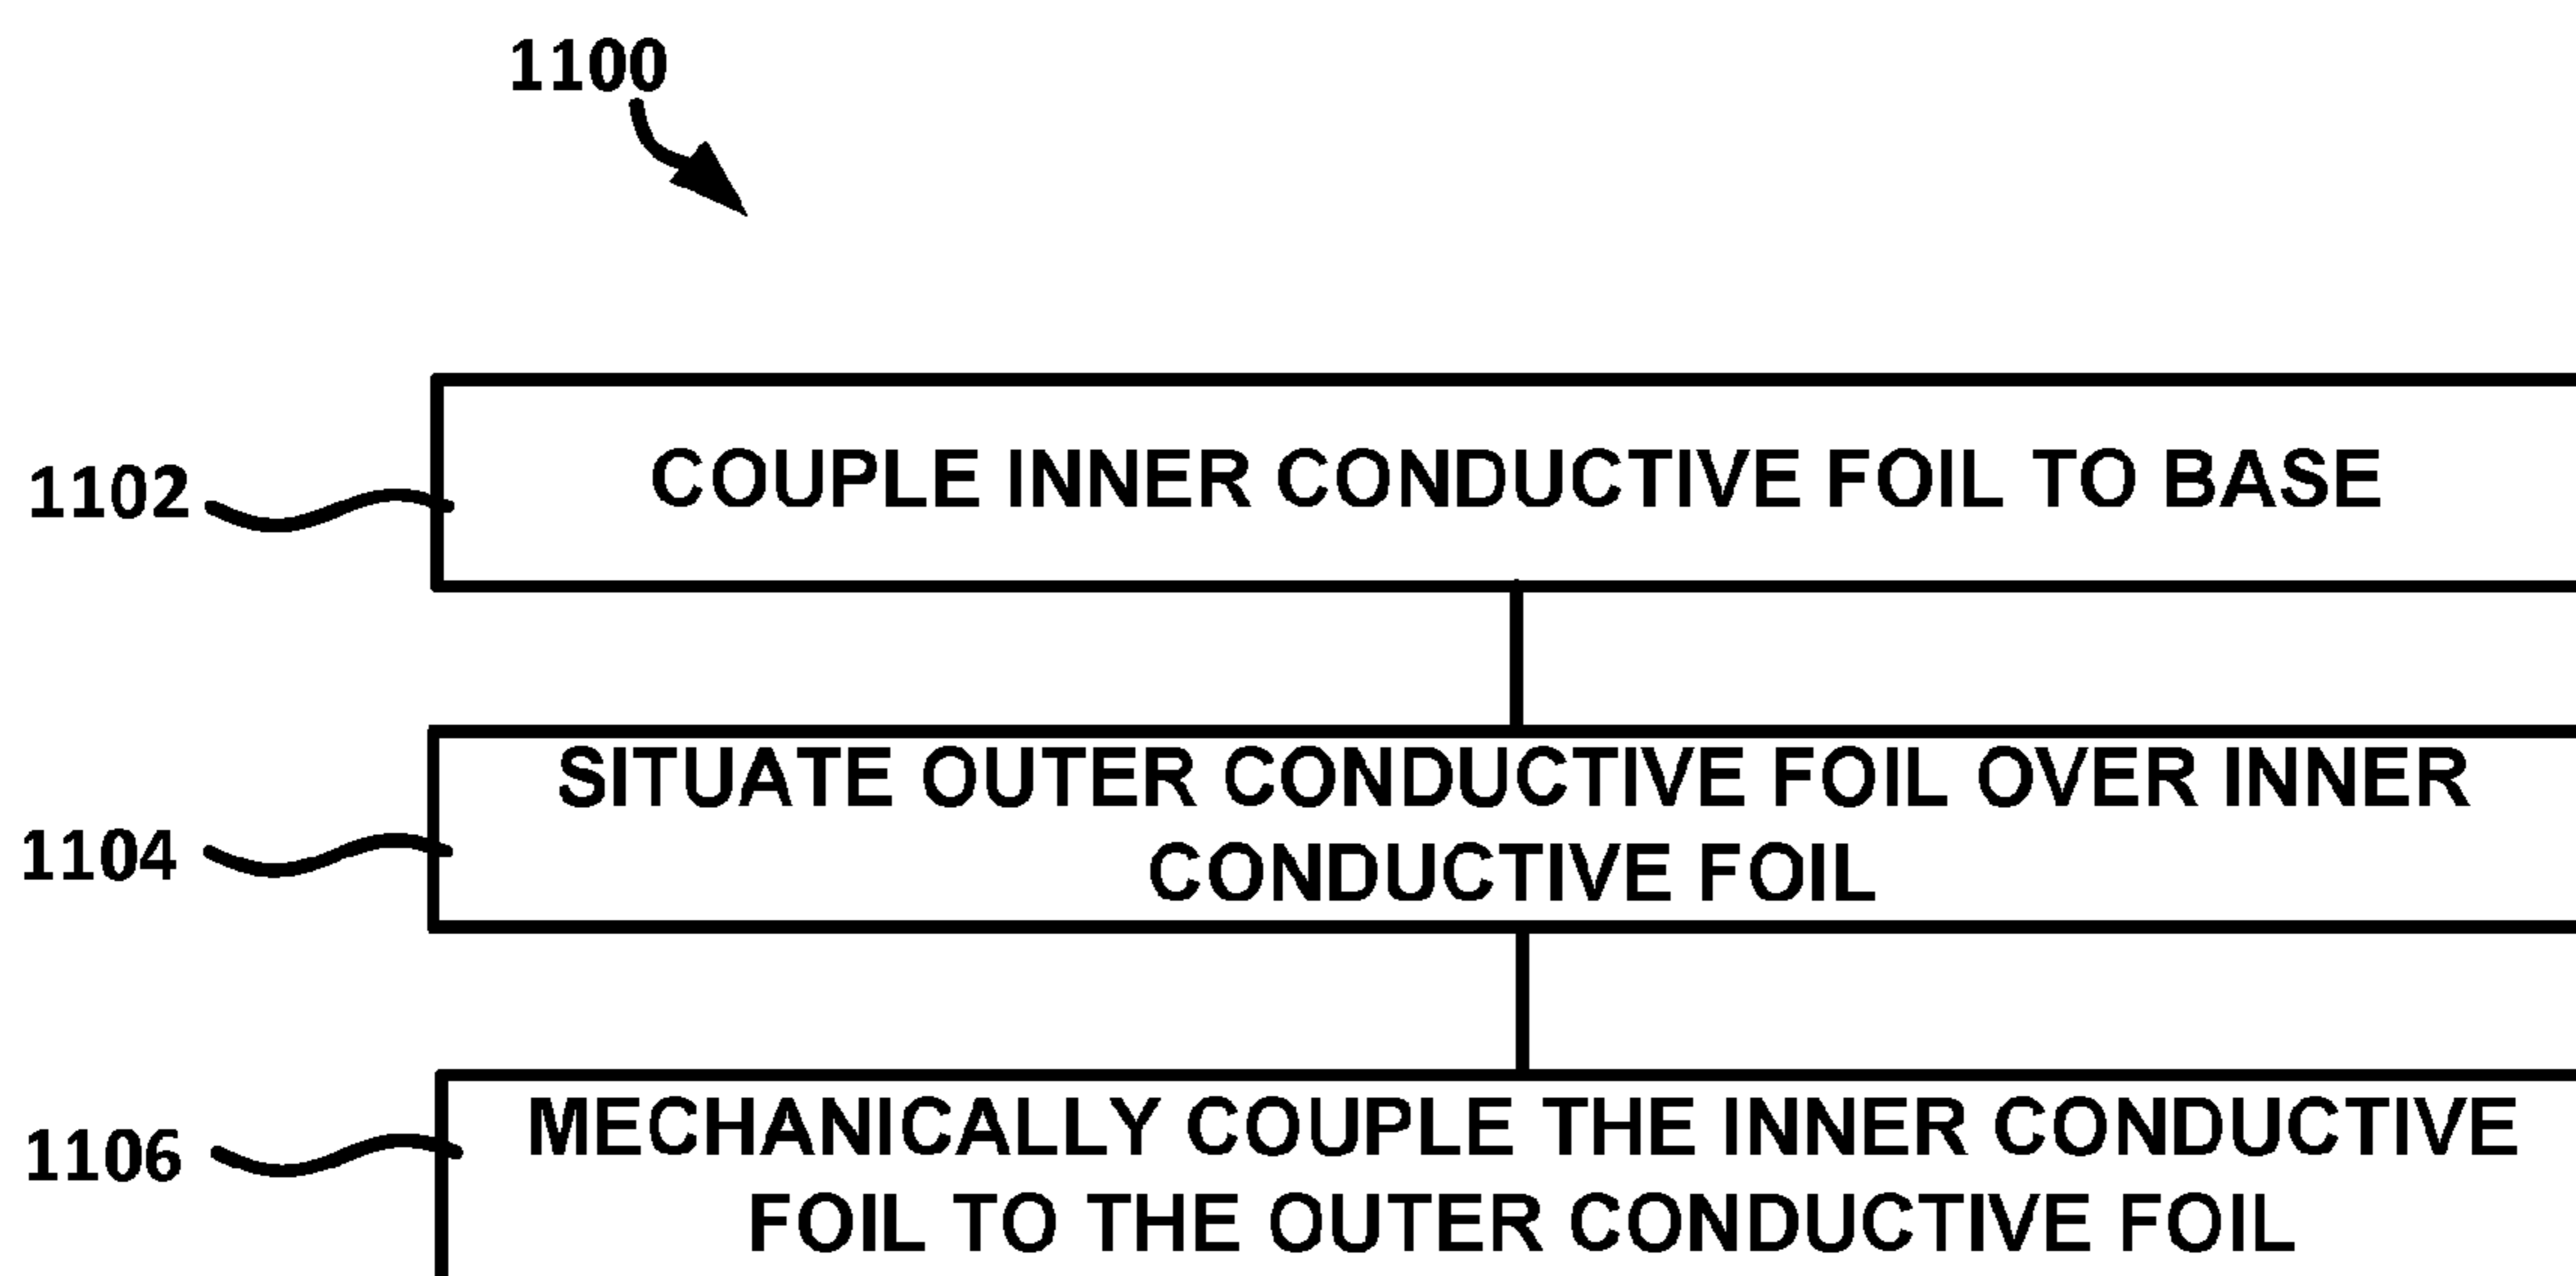 1100
1102
COUPLE INNER CONDUCTIVE FOIL TO BASE
1104
SITUATE OUTER CONDUCTIVE FOIL OVER INNER
CONDUCTIVE FOIL
1106
MECHANICALLY COUPLE THE INNER CONDUCTIVE
FOIL TO THE OUTER CONDUCTIVE FOIL